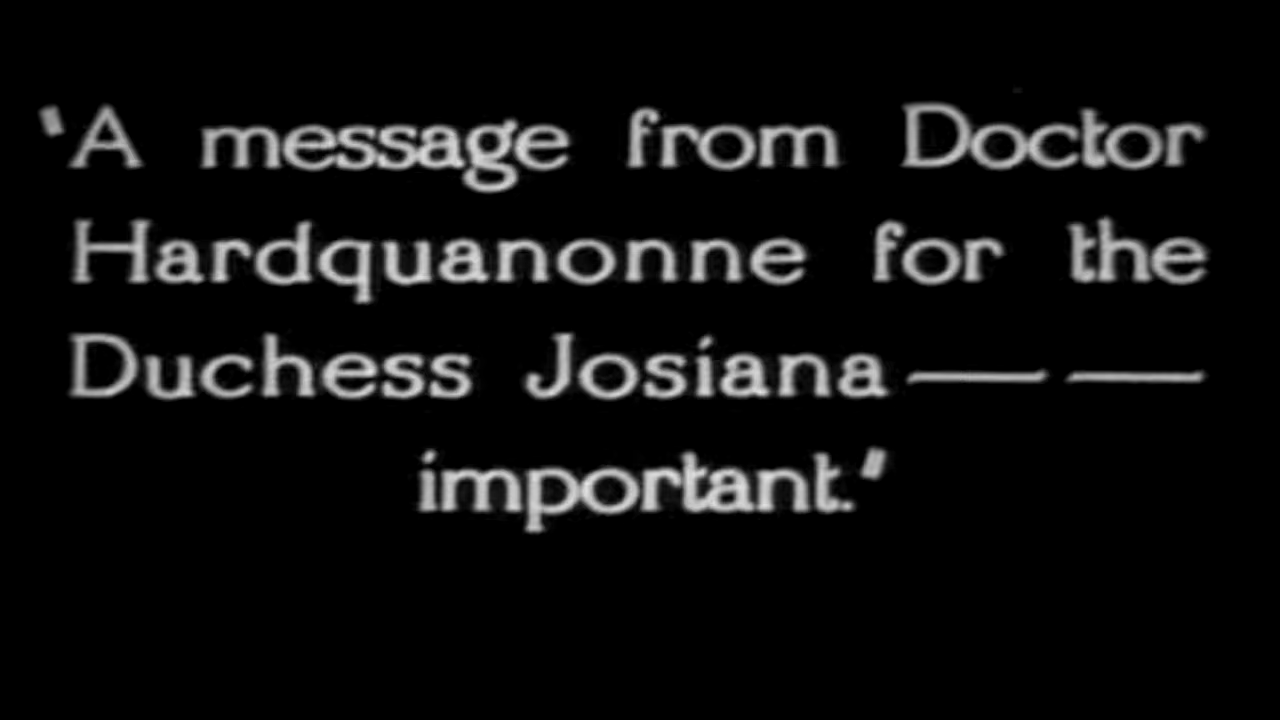 "A message from Doctor
Hardquanonne for the
Duchess Josiana — —
important."